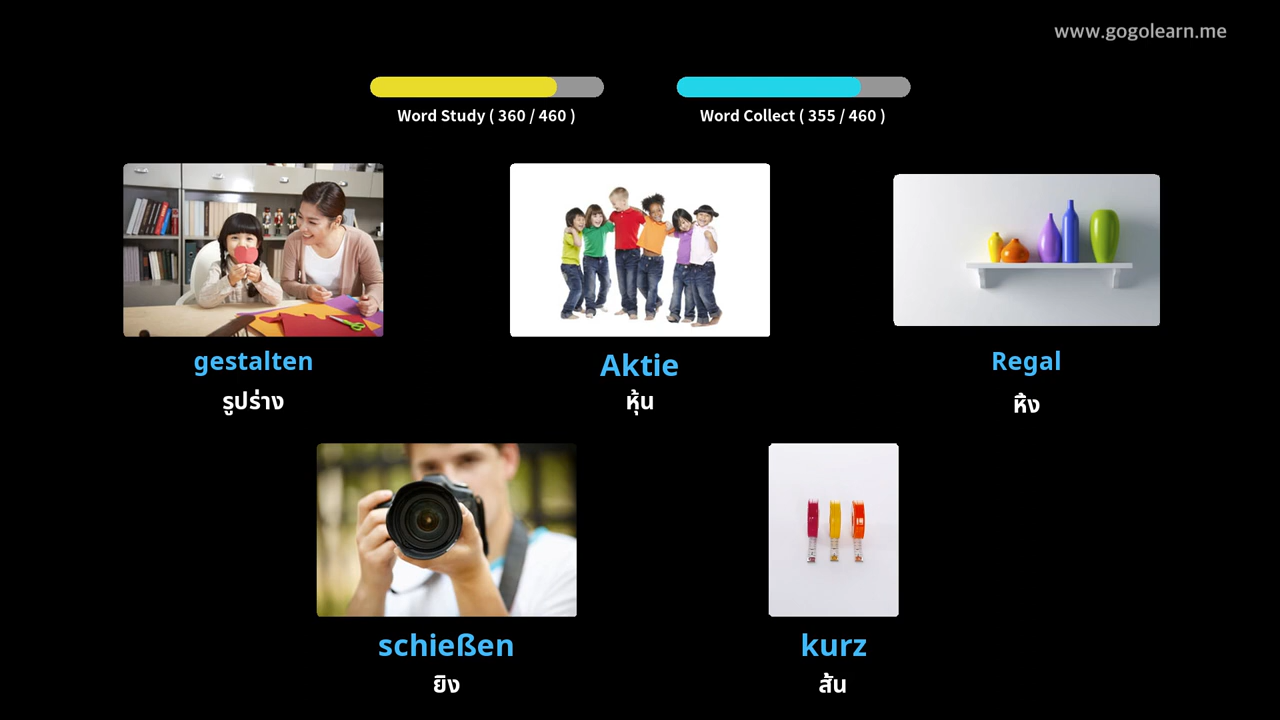 www.gogolearn.me
Word Study ( 360 / 460 )
Word Collect ( 355 / 460 )
gestalten
รูปร่าง
Aktie
หุ้น
Regal
หิ้ง
schießen
ยิง
kurz
สั้น